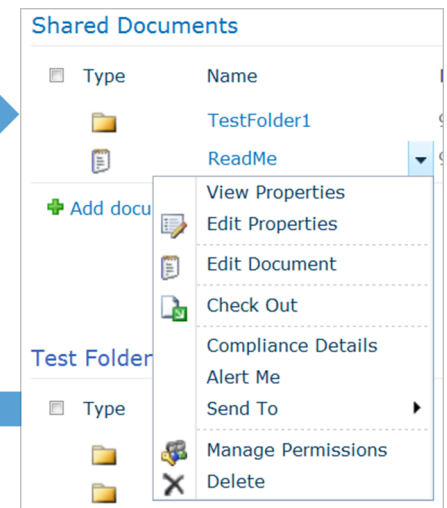 Shared Documents
Type Name
TestFolder1
ReadMe
Add docu
View Properties
Edit Properties
Edit Document
Check Out
Compliance Details
Alert Me
Send To
Manage Permissions
Delete
Test Folder
Type